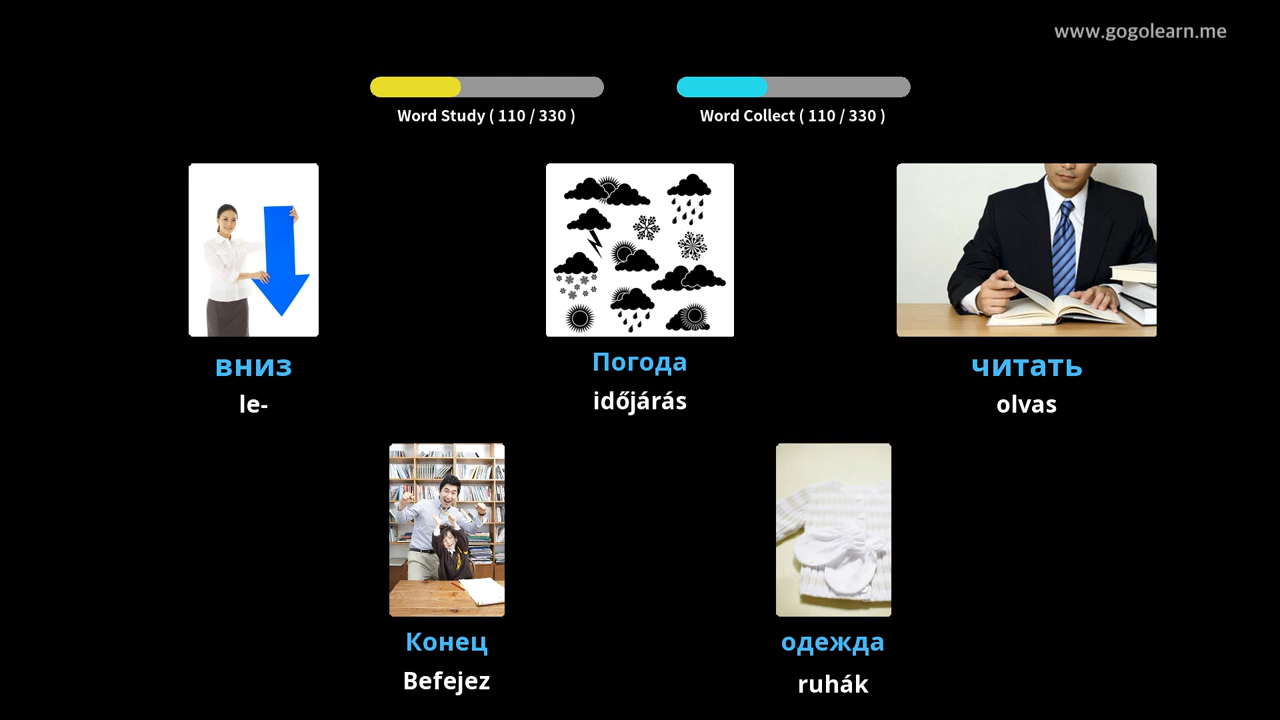 www.gogolearn.me
Word Study ( 110 / 330 )
Word Collect ( 110 / 330 )
вниз
le-
Погода
időjárás
читать
olvas
Конец
Befejez
одежда
ruhák